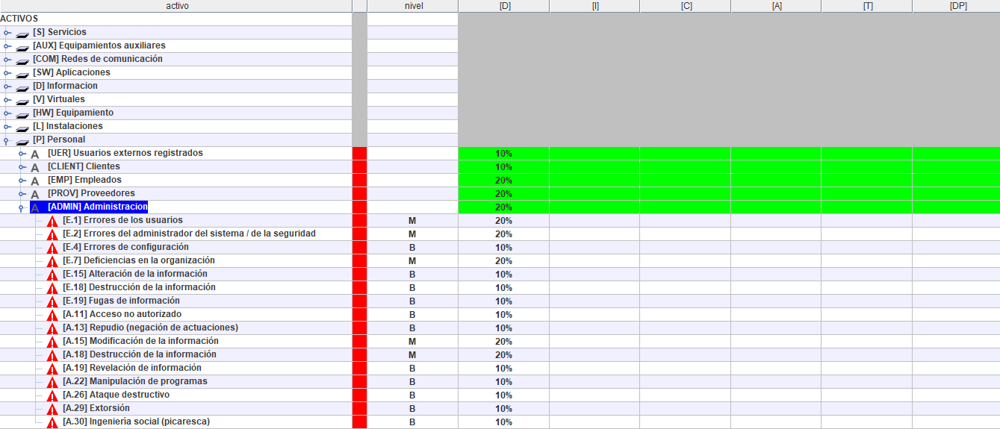 activo nivel [D] [I] [C] [A] [T] [DP]
ACTIVOS
[S] Servicios
[AUX] Equipamientos auxiliares
[COM] Redes de comunicación
[SW] Aplicaciones
[D] Informacion
[V] Virtuales
[HW] Equipamiento
[L] Instalaciones
[P] Personal
A [UER] Usuarios externos registrados 10%
A [CLIENT] Clientes 10%
A [EMP] Empleados 20%
A [PROV] Proveedores 20%
A [ADMIN] Administracion 20%
[E.1] Errores de los usuarios M 20%
[E.2] Errores del administrador del sistema / de la seguridad M 20%
[E.4] Errores de configuración B 10%
[E.7] Deficiencias en la organización M 20%
[E.15] Alteración de la información B 10%
[E.18] Destrucción de la información B 10%
[E.19] Fugas de información B 10%
[A.11] Acceso no autorizado B 10%
[A.13] Repudio (negación de actuaciones) B 10%
[A.15] Modificación de la información M 20%
[A.18] Destrucción de la información M 20%
[A.19] Revelación de información B 10%
[A.22] Manipulación de programas B 10%
[A.26] Ataque destructivo B 10%
[A.29] Extorsión B 10%
[A.30] Ingeniería social (picaresca) B 10%